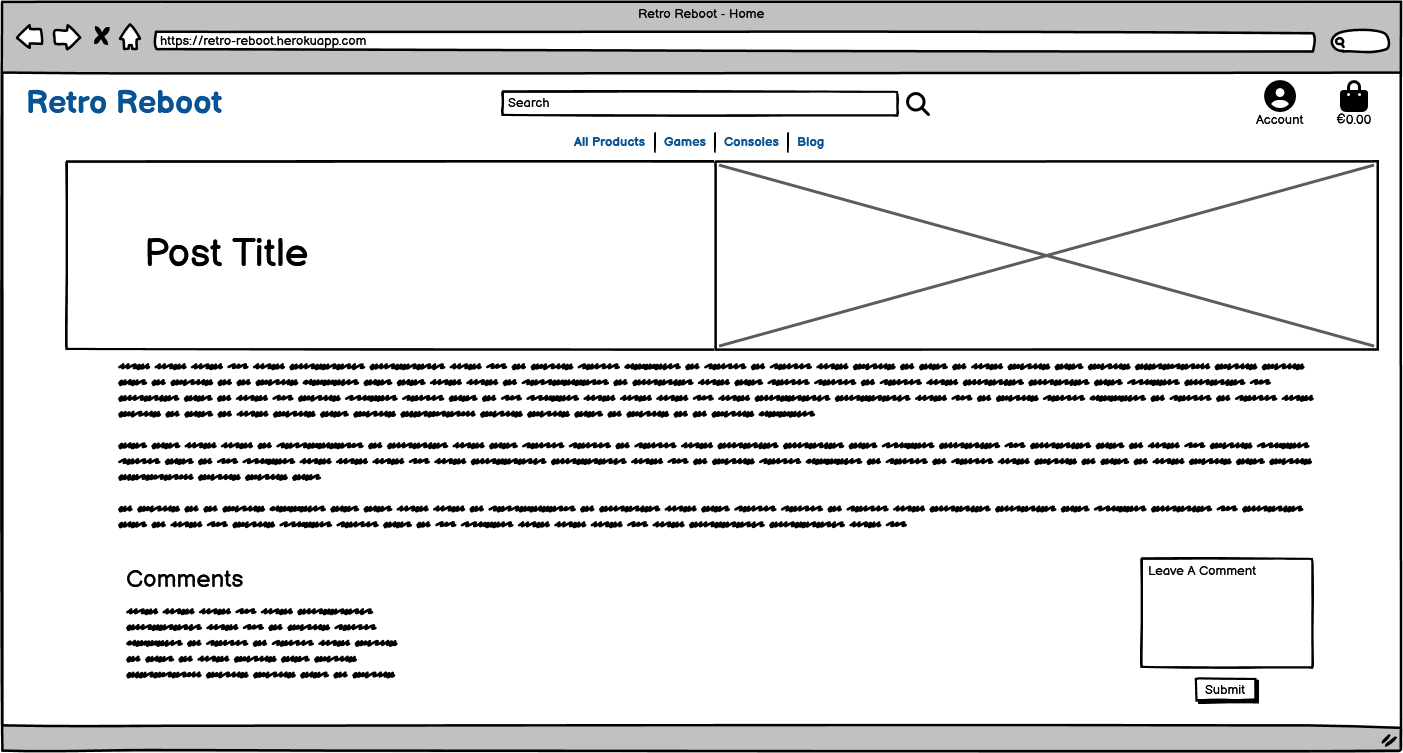 Retro Reboot - Home
https://retro-reboot.herokuapp.com
Retro Reboot
Search
Account
€0.00
All Products
Games
Consoles
Blog
Post Title
Comments
Leave A Comment
Submit